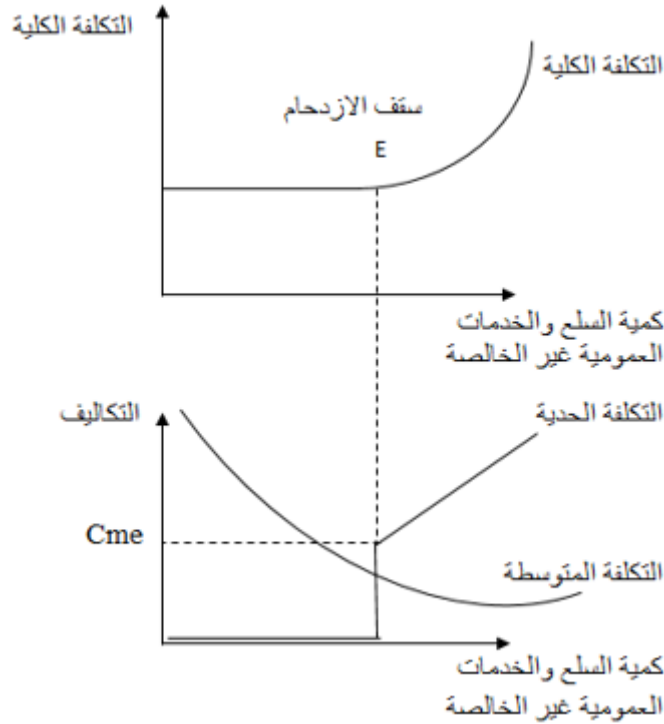 التكلفة الكلية
التكلفة الكلية
سقف الازدحام
E
كمية السلع والخدمات
العمومية غير الخالصة
التكاليف
التكلفة الحدية
Cme
التكلفة المتوسطة
كمية السلع والخدمات
العمومية غير الخالصة